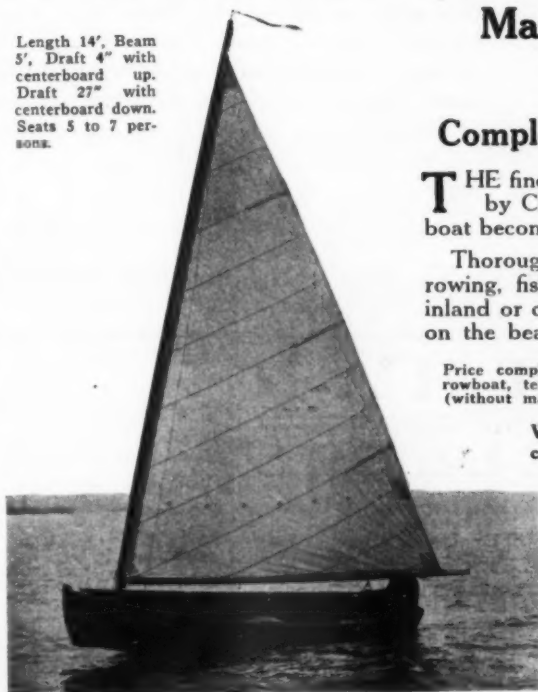 Length 14', Beam
5', Draft 4" with
centerboard up.
Draft 27" with
centerboard down.
Seats 5 to 7 per-
sons.
Ma
Compl
THE fine
by C
boat becon
Thoroug
rowing, fis
inland or o
on the bea
Price comp
rowboat, te
(without m
W
c